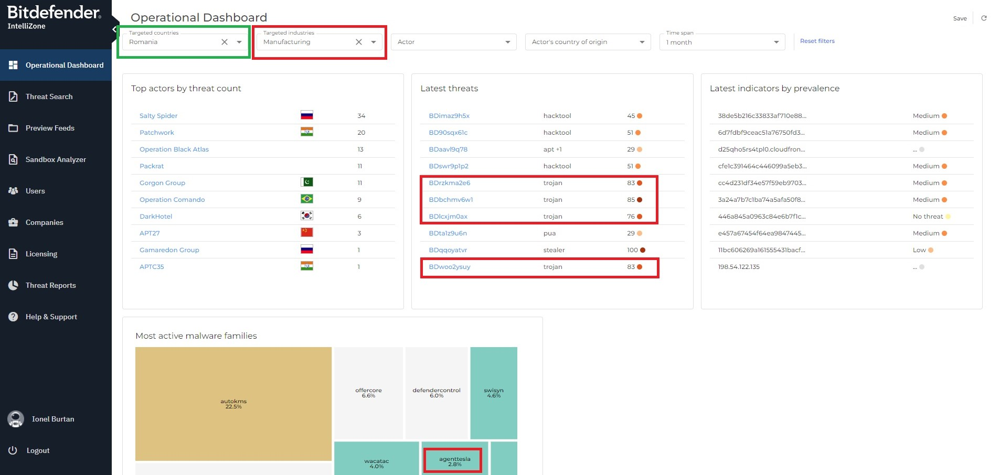 Bitdefender®
IntelliZone
Operational Dashboard
Threat Search
Preview Feeds
Sandbox Analyzer
Users
Companies
Licensing
Threat Reports
Help & Support
Ionel Burtan
Logout
Operational Dashboard
Save
Targeted countries
Romania
Targeted industries
Manufacturing
Actor
Actor's country of origin
Time span
1 month
Reset filters
Top actors by threat count
Salty Spider 34
Patchwork 20
Operation Black Atlas 13
Packrat 11
Gorgon Group 11
Operation Comando 9
DarkHotel 6
APT27 3
Gamaredon Group 1
APTC35 1
Latest threats
BDimaz9h5x hacktool 45
BD90sqx61c hacktool 51
BDaavl9q78 apt +1 29
BDswr9p1p2 hacktool 51
BDrzkma2e6 trojan 83
BDbchmv6w1 trojan 85
BDlcxjm0ax trojan 76
BDta1z9u6n pua 29
BDqqoyatvr stealer 100
BDwoo2ysuy trojan 83
Latest indicators by prevalence
38de5b216c33833af710e88... Medium
6d7fdbf9ceac51a76750fd3... Medium
d25qho5rs4tpl0.cloudfron... ...
cfe1c391464c446099a5eb3... Medium
cc4d231df34e57f59eb9703... Medium
3a24a7b7c1ba74a5afa50f8... Medium
446a845a0963c84e6b7f1c... No threat
e457a67454f64ea9847445... Medium
11bc606269a161555431bacf... Low
198.54.122.135 ...
Most active malware families
autokms
22.5%
offercore
6.6%
defendercontrol
6.0%
swisyn
4.6%
wacatac
4.0%
agenttesla
2.8%